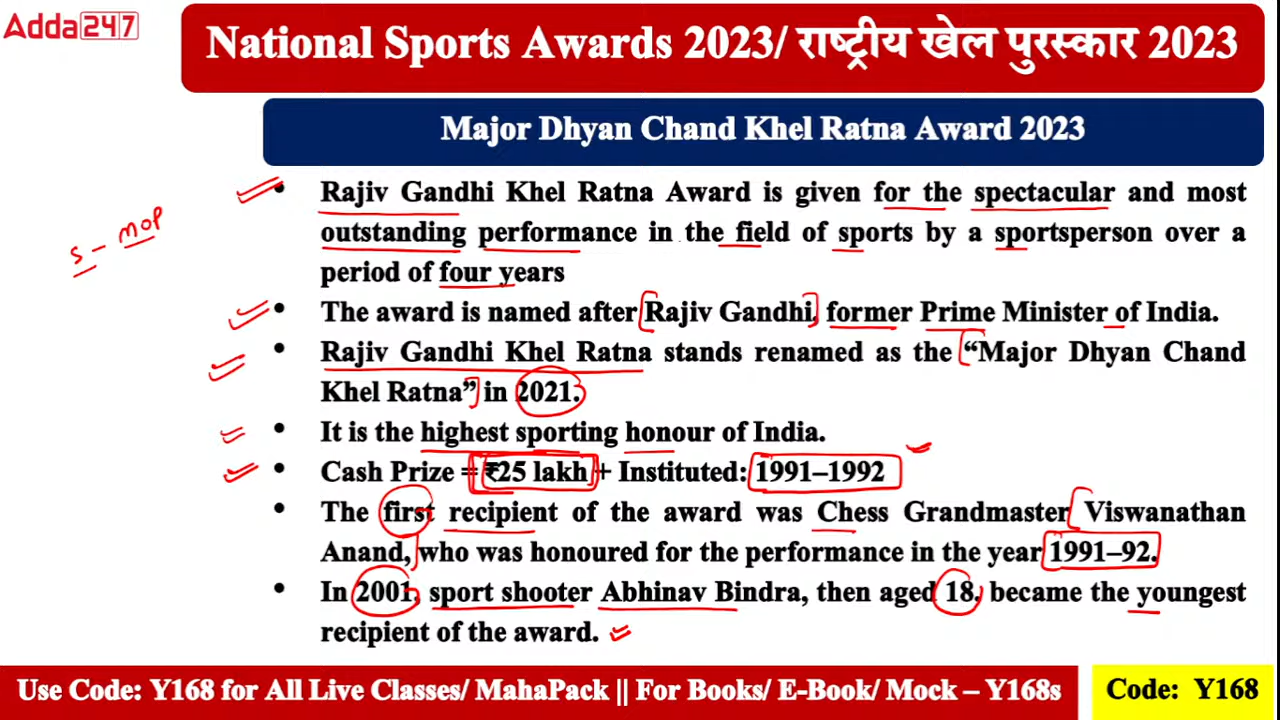 Adda247
National Sports Awards 2023/ राष्ट्रीय खेल पुरस्कार 2023
Major Dhyan Chand Khel Ratna Award 2023
S - MOP
• Rajiv Gandhi Khel Ratna Award is given for the spectacular and most
outstanding performance in the field of sports by a sportsperson over a
period of four years
• The award is named after Rajiv Gandhi, former Prime Minister of India.
• Rajiv Gandhi Khel Ratna stands renamed as the “Major Dhyan Chand
Khel Ratna” in 2021.
• It is the highest sporting honour of India.
• Cash Prize = ₹25 lakh + Instituted: 1991–1992
• The first recipient of the award was Chess Grandmaster Viswanathan
Anand, who was honoured for the performance in the year 1991–92.
• In 2001, sport shooter Abhinav Bindra, then aged 18, became the youngest
recipient of the award.
Use Code: Y168 for All Live Classes/ MahaPack || For Books/ E-Book/ Mock – Y168s
Code: Y168